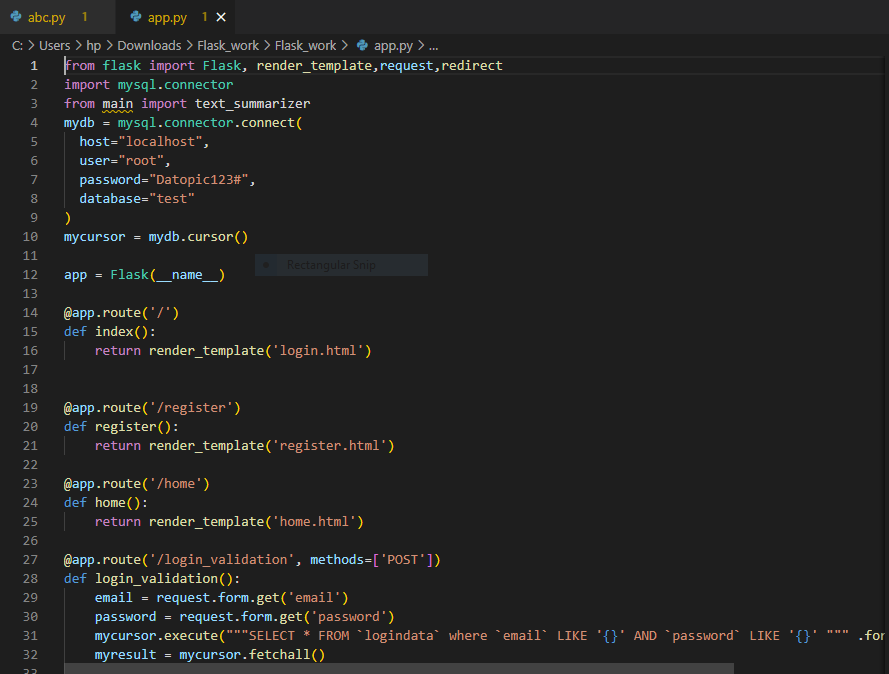 abc.py 1 app.py 1
C: > Users > hp > Downloads > Flask_work > Flask_work > app.py > ...
1 from flask import Flask, render_template,request,redirect
2 import mysql.connector
3 from main import text_summarizer
4 mydb = mysql.connector.connect(
5 host="localhost",
6 user="root",
7 password="Datopic123#",
8 database="test"
9 )
10 mycursor = mydb.cursor()
11
Rectangular Snip
12 app = Flask(__name__)
13
14 @app.route('/')
15 def index():
16 return render_template('login.html')
17
18
19 @app.route('/register')
20 def register():
21 return render_template('register.html')
22
23 @app.route('/home')
24 def home():
25 return render_template('home.html')
26
27 @app.route('/login_validation', methods=['POST'])
28 def login_validation():
29 email = request.form.get('email')
30 password = request.form.get('password')
31 mycursor.execute("""SELECT * FROM `logindata` where `email` LIKE '{}' AND `password` LIKE '{}' """ .for
32 myresult = mycursor.fetchall()
33